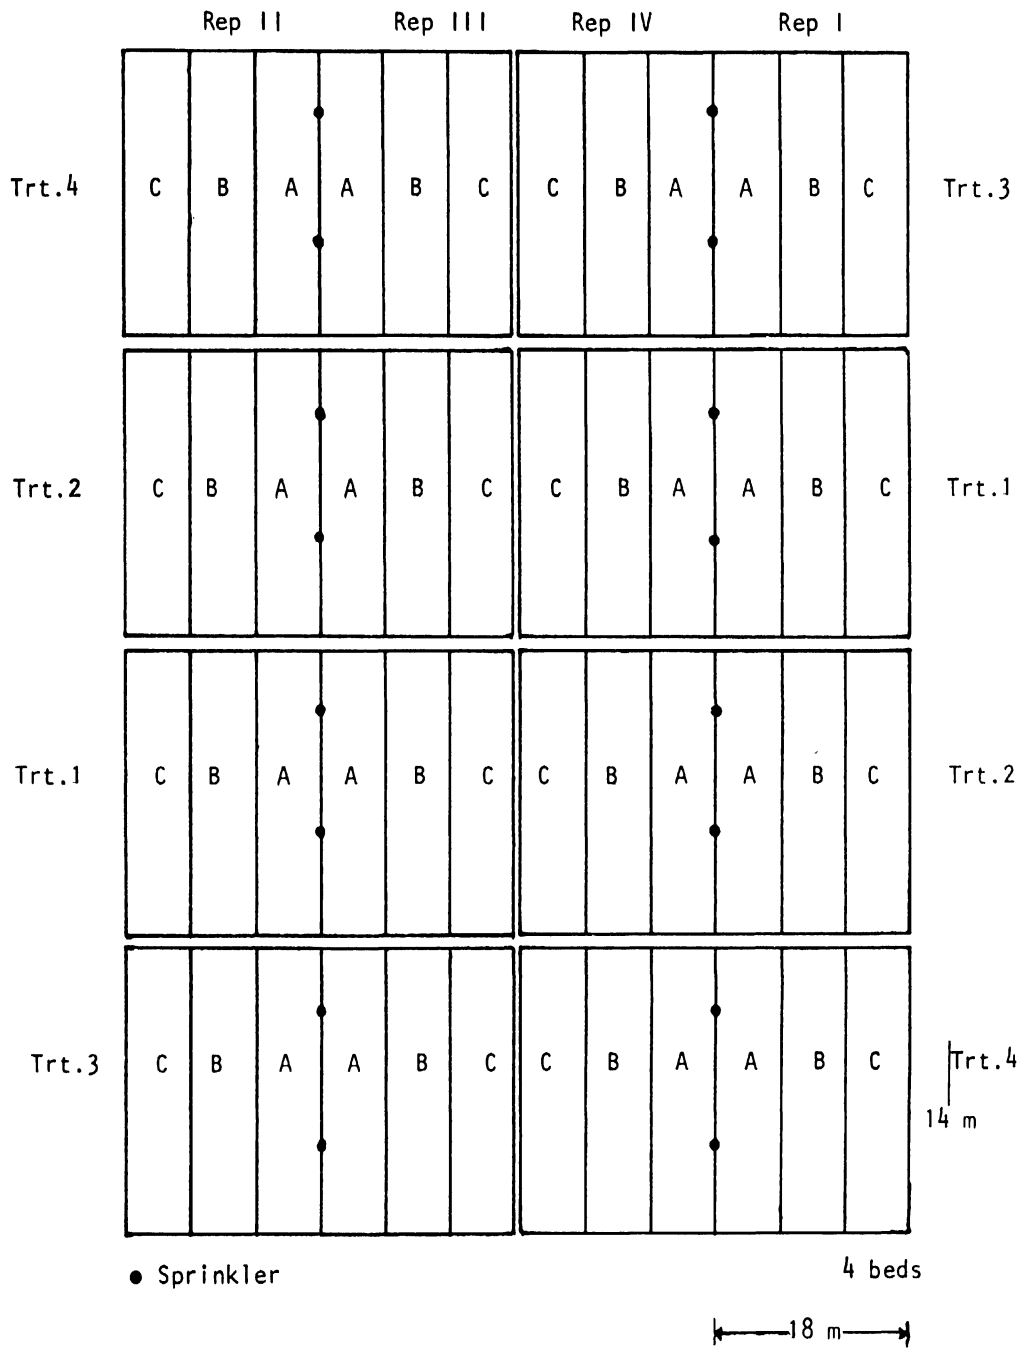 Rep II Rep III Rep IV Rep I
Trt.4 C B A A B C C B A A B C Trt.3
Trt.2 C B A A B C C B A A B C Trt.1
Trt.1 C B A A B C C B A A B C Trt.2
Trt.3 C B A A B C C B A A B C Trt.4
14 m
● Sprinkler 4 beds
18 m